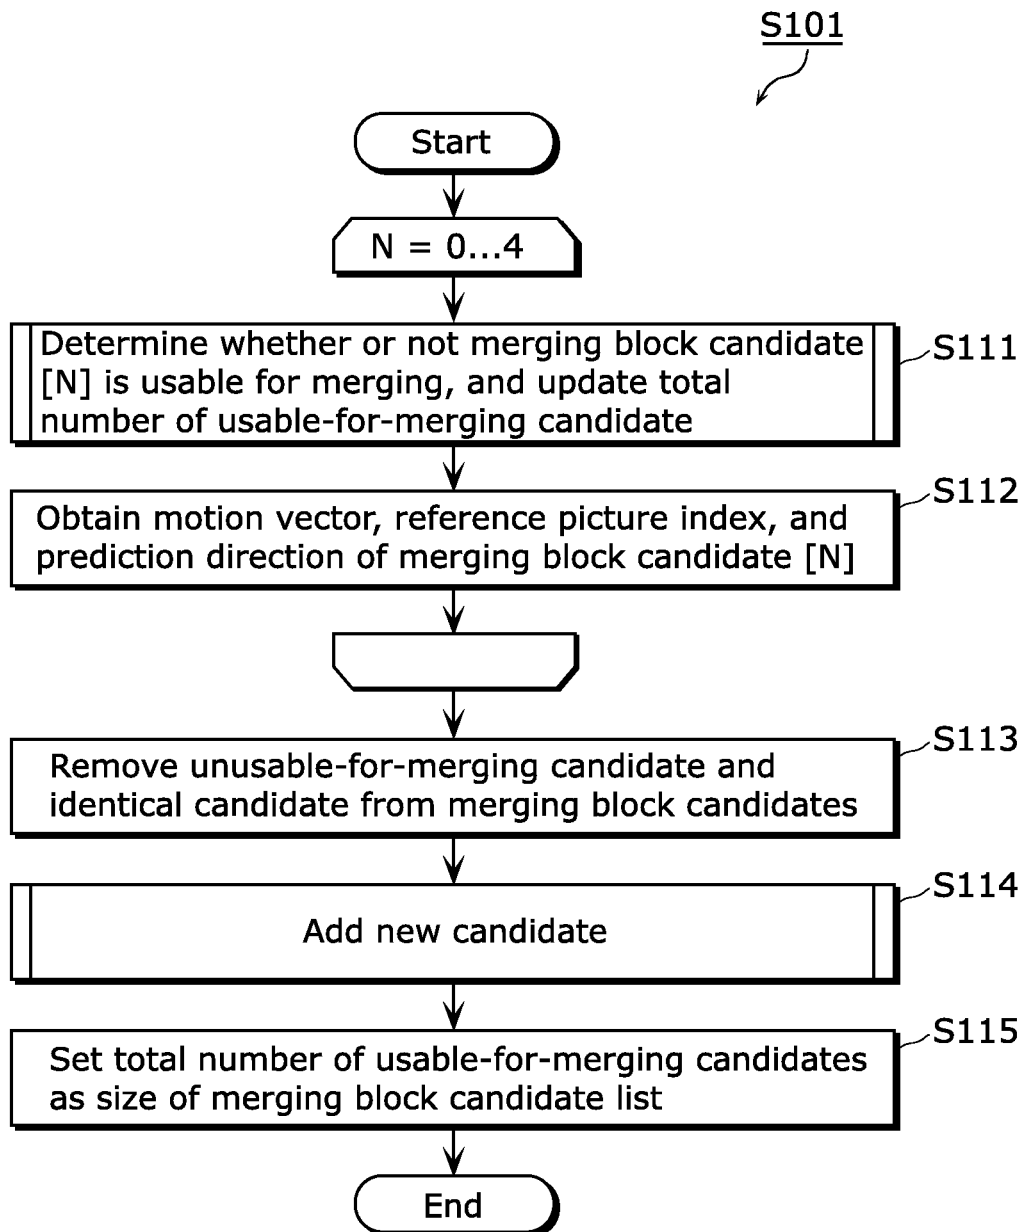 S101
Start
N = 0...4
Determine whether or not merging block candidate
[N] is usable for merging, and update total
number of usable-for-merging candidate
S111
Obtain motion vector, reference picture index, and
prediction direction of merging block candidate [N]
S112
Remove unusable-for-merging candidate and
identical candidate from merging block candidates
S113
Add new candidate
S114
Set total number of usable-for-merging candidates
as size of merging block candidate list
S115
End